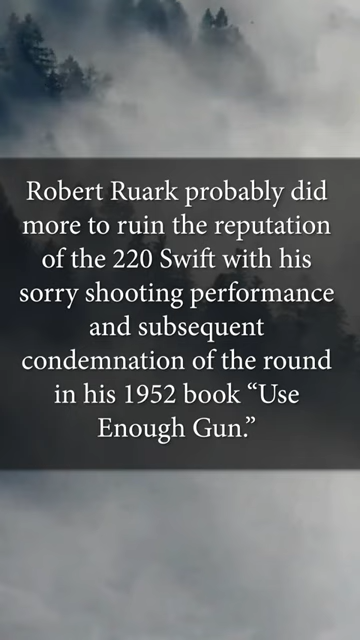 Robert Ruark probably did
more to ruin the reputation
of the 220 Swift with his
sorry shooting performance
and subsequent
condemnation of the round
in his 1952 book “Use
Enough Gun.”